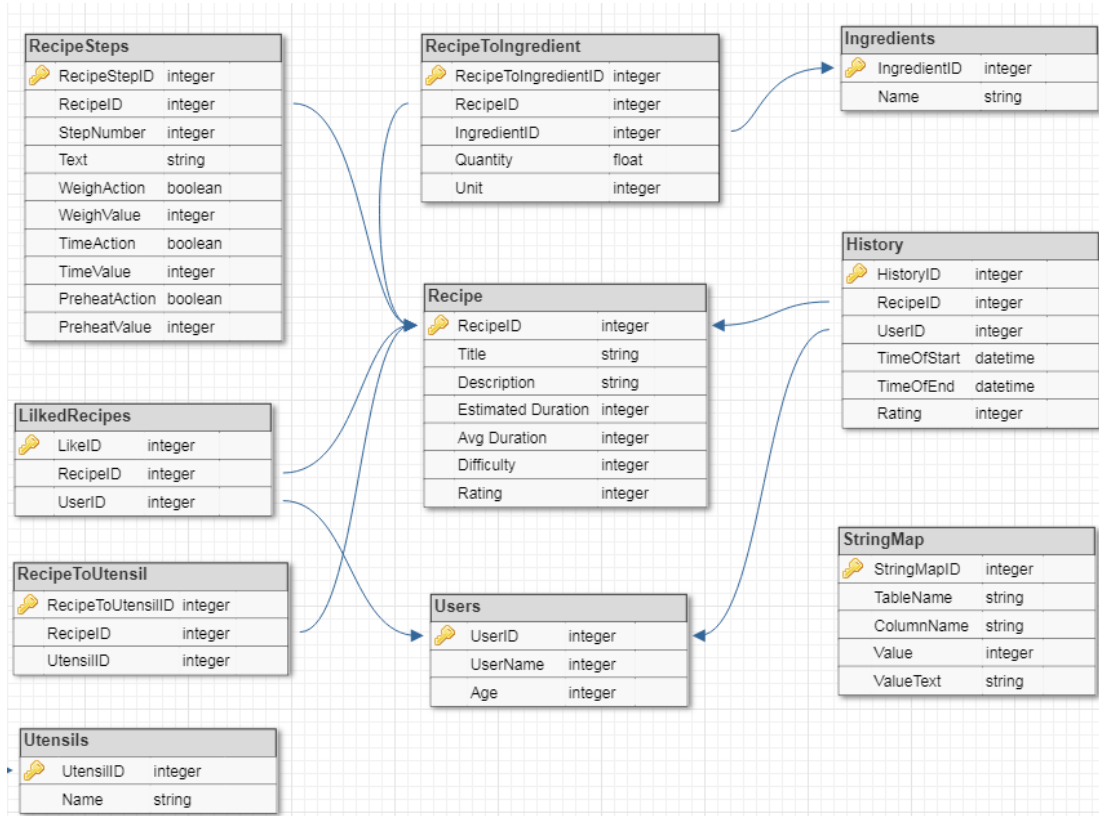 RecipeSteps
RecipeStepID integer
RecipeID integer
StepNumber integer
Text string
WeighAction boolean
WeighValue integer
TimeAction boolean
TimeValue integer
PreheatAction boolean
PreheatValue integer
RecipeToIngredient
RecipeToIngredientID integer
RecipeID integer
IngredientID integer
Quantity float
Unit integer
Ingredients
IngredientID integer
Name string
History
HistoryID integer
RecipeID integer
UserID integer
TimeOfStart datetime
TimeOfEnd datetime
Rating integer
Recipe
RecipeID integer
Title string
Description string
Estimated Duration integer
Avg Duration integer
Difficulty integer
Rating integer
LilkedRecipes
LikeID integer
RecipeID integer
UserID integer
RecipeToUtensil
RecipeToUtensilID integer
RecipeID integer
UtensilID integer
Users
UserID integer
UserName integer
Age integer
StringMap
StringMapID integer
TableName string
ColumnName string
Value integer
ValueText string
Utensils
UtensilID integer
Name string